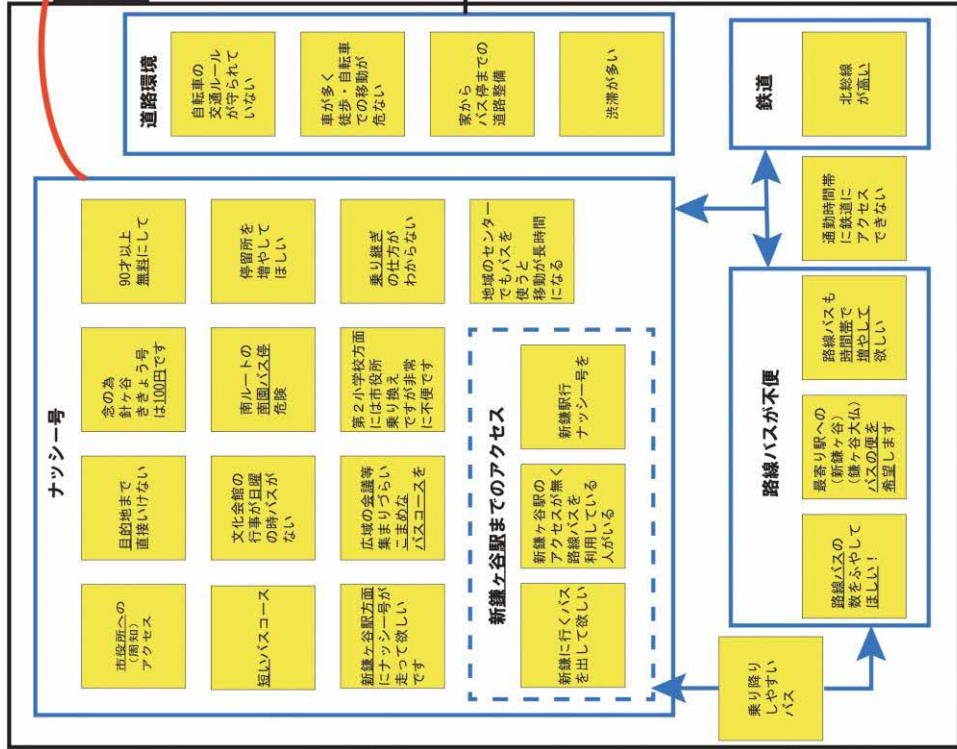 ナッシー号
市役所への
(周知)
アクセス
目的地まで
直接いけない
念の為
針ヶ谷
ききょう号
は100円です
90才以上
無料にして
短いバスコース
文化会館の
行事が日曜
の時バスが
ない
南ルートの
南園バス停
危険
停留所を
増やして
ほしい
新鎌ヶ谷駅方面
にナッシー号が
走って欲しい
です
広域の会議等
集まりづらい
こまめな
バスコースを
第2小学校方面
には市役所
乗り換え
ですが非常
に不便です
乗り継ぎ
の仕方が
わからない
地域のセンター
でもバスを
使うと
移動が長時間
になる
新鎌ヶ谷駅までのアクセス
新鎌に行くバス
を出して欲しい
新鎌ヶ谷駅の
アクセスが無く
路線バスを
利用している
人がいる
新鎌駅行
ナッシー号を
道路環境
自転車の
交通ルール
が守られて
いない
車が多く
徒歩・自転車
での移動が
危ない
家から
バス停までの
道路整備
渋滞が多い
乗り降り
しやすい
バス
路線バスが不便
路線バスの
数をふやして
ほしい!
最寄り駅への
(新鎌ヶ谷)
(鎌ヶ谷大仏)
バスの便を
希望します
路線バスも
時間帯で
増やして
欲しい
通勤時間帯
に鉄道に
アクセス
できない
鉄道
北総線
が高い